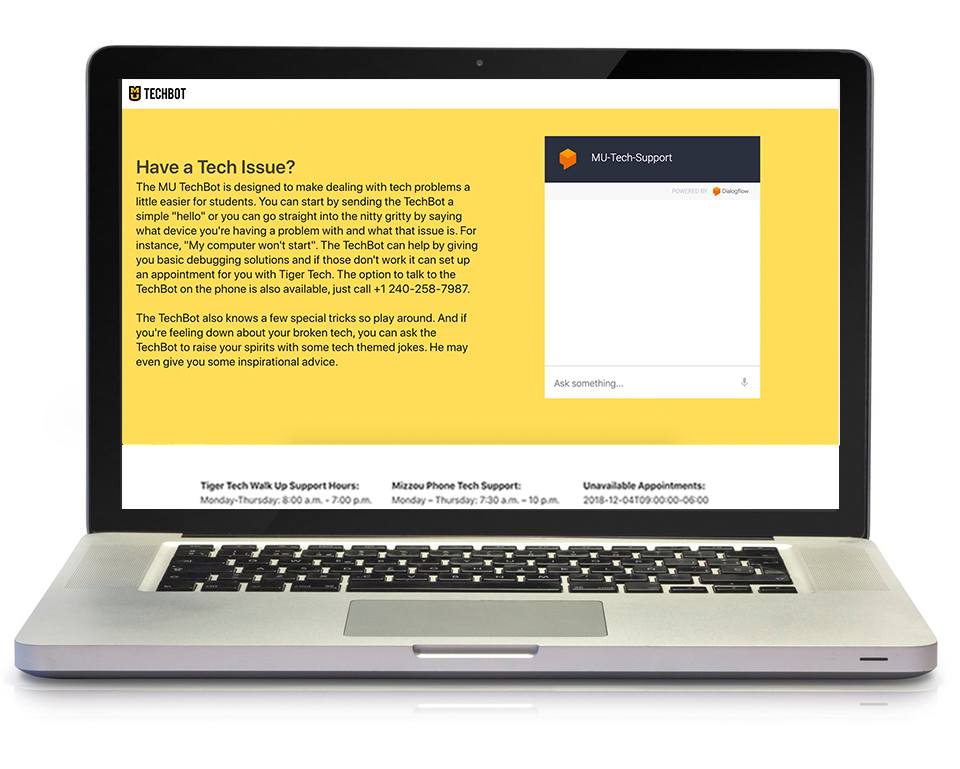 MU TECHBOT
Have a Tech Issue?
The MU TechBot is designed to make dealing with tech problems a
little easier for students. You can start by sending the TechBot a
simple "hello" or you can go straight into the nitty gritty by saying
what device you're having a problem with and what that issue is. For
instance, "My computer won't start". The TechBot can help by giving
you basic debugging solutions and if those don't work it can set up
an appointment for you with Tiger Tech. The option to talk to the
TechBot on the phone is also available, just call +1 240-258-7987.
The TechBot also knows a few special tricks so play around. And if
you're feeling down about your broken tech, you can ask the
TechBot to raise your spirits with some tech themed jokes. He may
even give you some inspirational advice.
MU-Tech-Support
POWERED BY Dialogflow
Ask something...
Tiger Tech Walk Up Support Hours:
Monday-Thursday: 8:00 a.m. - 7:00 p.m.
Mizzou Phone Tech Support:
Monday – Thursday: 7:30 a.m. – 10 p.m.
Unavailable Appointments:
2018-12-04T09:00:00-06:00